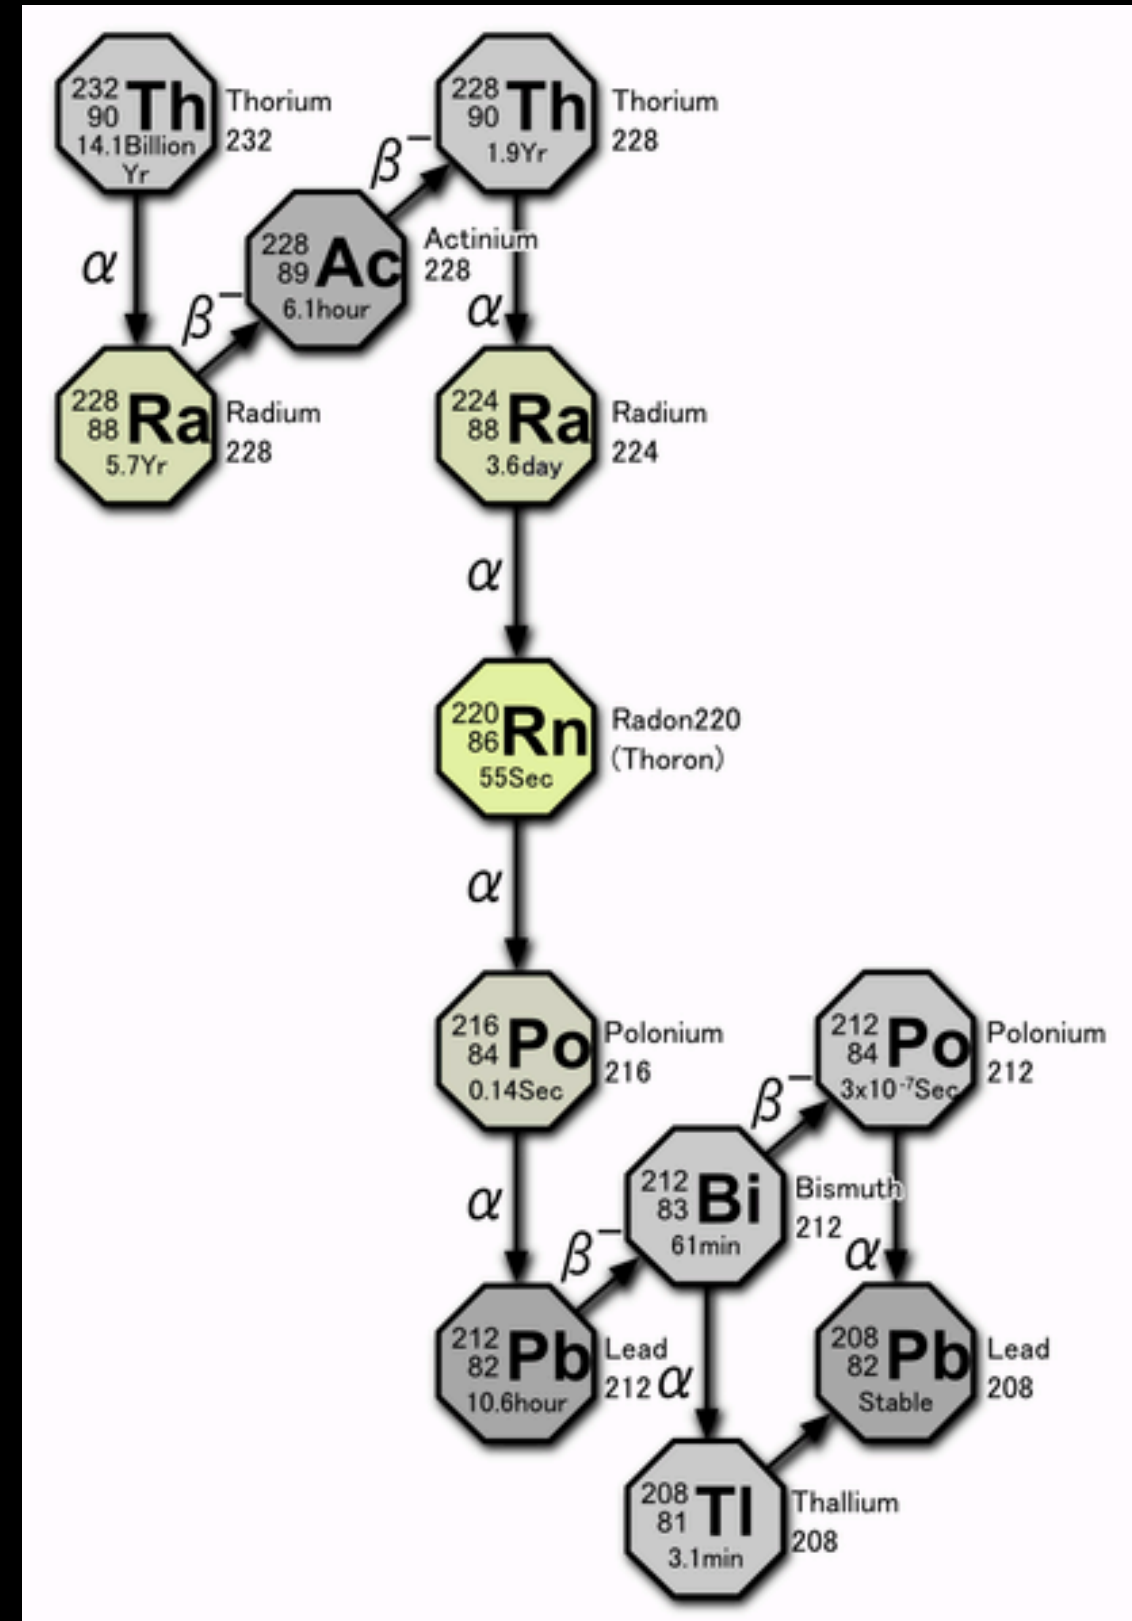 232
90 Th
14.1Billion
Yr
Thorium
232
α
β−
228
89 Ac
6.1hour
Actinium
228
β−
228
90 Th
1.9Yr
Thorium
228
α
228
88 Ra
5.7Yr
Radium
228
224
88 Ra
3.6day
Radium
224
α
220
86 Rn
55Sec
Radon220
(Thoron)
α
216
84 Po
0.14Sec
Polonium
216
α
212
82 Pb
10.6hour
Lead
212
β−
212
83 Bi
61min
Bismuth
212
β−
212
84 Po
3x10⁻⁷Sec
Polonium
212
α
α
208
82 Pb
Stable
Lead
208
208
81 Tl
3.1min
Thallium
208